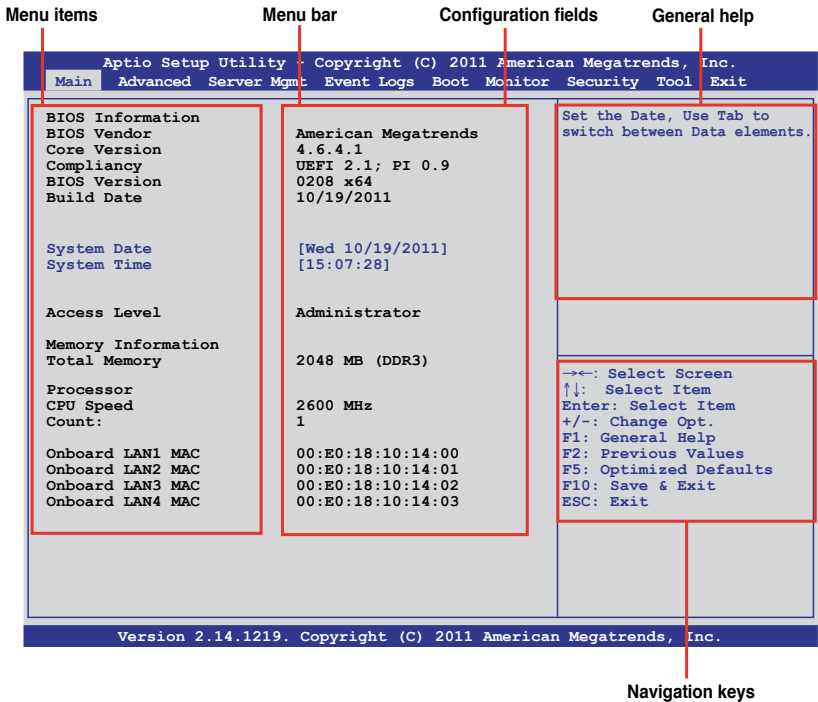 Menu items Menu bar Configuration fields General help
Aptio Setup Utility - Copyright (C) 2011 American Megatrends, Inc.
Main Advanced Server Mgmt Event Logs Boot Monitor Security Tool Exit
BIOS Information
BIOS Vendor American Megatrends
Core Version 4.6.4.1
Compliancy UEFI 2.1; PI 0.9
BIOS Version 0208 x64
Build Date 10/19/2011
System Date [Wed 10/19/2011]
System Time [15:07:28]
Access Level Administrator
Memory Information
Total Memory 2048 MB (DDR3)
Processor
CPU Speed 2600 MHz
Count: 1
Onboard LAN1 MAC 00:E0:18:10:14:00
Onboard LAN2 MAC 00:E0:18:10:14:01
Onboard LAN3 MAC 00:E0:18:10:14:02
Onboard LAN4 MAC 00:E0:18:10:14:03
Set the Date, Use Tab to
switch between Data elements.
→←: Select Screen
↑↓: Select Item
Enter: Select Item
+/-: Change Opt.
F1: General Help
F2: Previous Values
F5: Optimized Defaults
F10: Save & Exit
ESC: Exit
Version 2.14.1219. Copyright (C) 2011 American Megatrends, Inc.
Navigation keys